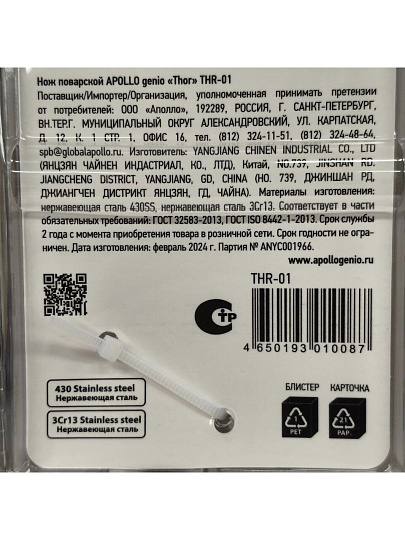 Нож поварской APOLLO genio «Thor» THR-01
Поставщик/Импортер/Организация, уполномоченная принимать претензии
от потребителей: ООО «Аполло», 192289, РОССИЯ, Г. САНКТ-ПЕТЕРБУРГ,
ВН.ТЕР.Г. МУНИЦИПАЛЬНЫЙ ОКРУГ АЛЕКСАНДРОВСКИЙ, УЛ. КАРПАТСКАЯ,
Д. 12, К. 1 СТР. 1. ОФИС 16, тел. (812) 324-11-51, (812) 324-48-64,
spb@globalapollo.ru. Изготовитель: YANGJIANG CHINEN INDUSTRIAL CO., LTD
(ЯНЦЗЯН ЧАЙНЕН ИНДАСТРИАЛ, КО., ЛТД), Китай, NO.739, JINSHAN RD,
JIANGCHENG DISTRICT, YANGJIANG, GD, CHINA (НО. 739, ДЖИНШАН РД,
ДЖИАНГЧЕН ДИСТРИКТ ЯНЦЗЯН, ГД, ЧАЙНА). Материалы изготовления:
нержавеющая сталь 430SS, нержавеющая сталь 3Cr13. Соответствует в части
обязательных требований: ГОСТ 32583-2013, ГОСТ ISO 8442-1-2013. Срок службы
2 года с момента приобретения товара в розничной сети. Срок годности не огра-
ничен. Дата изготовления: февраль 2024 г. Партия № ANYC001966.
www.apollogenio.ru
THR-01
4 650193 010087
430 Stainless steel
Нержавеющая сталь
3Cr13 Stainless steel
Нержавеющая сталь
БЛИСТЕР КАРТОЧКА
PET
21
PAP